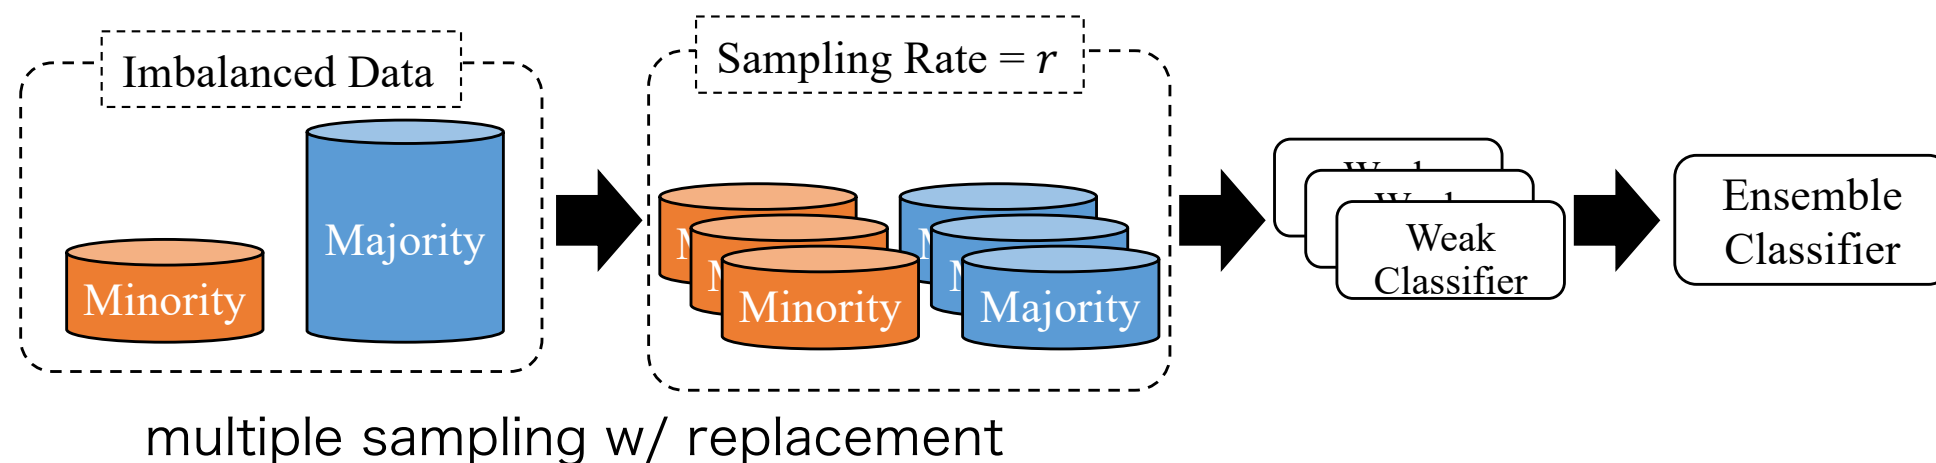 Imbalanced Data
Minority
Majority
Sampling Rate = r
Minority
Majority
Weak
Classifier
Ensemble
Classifier
multiple sampling w/ replacement